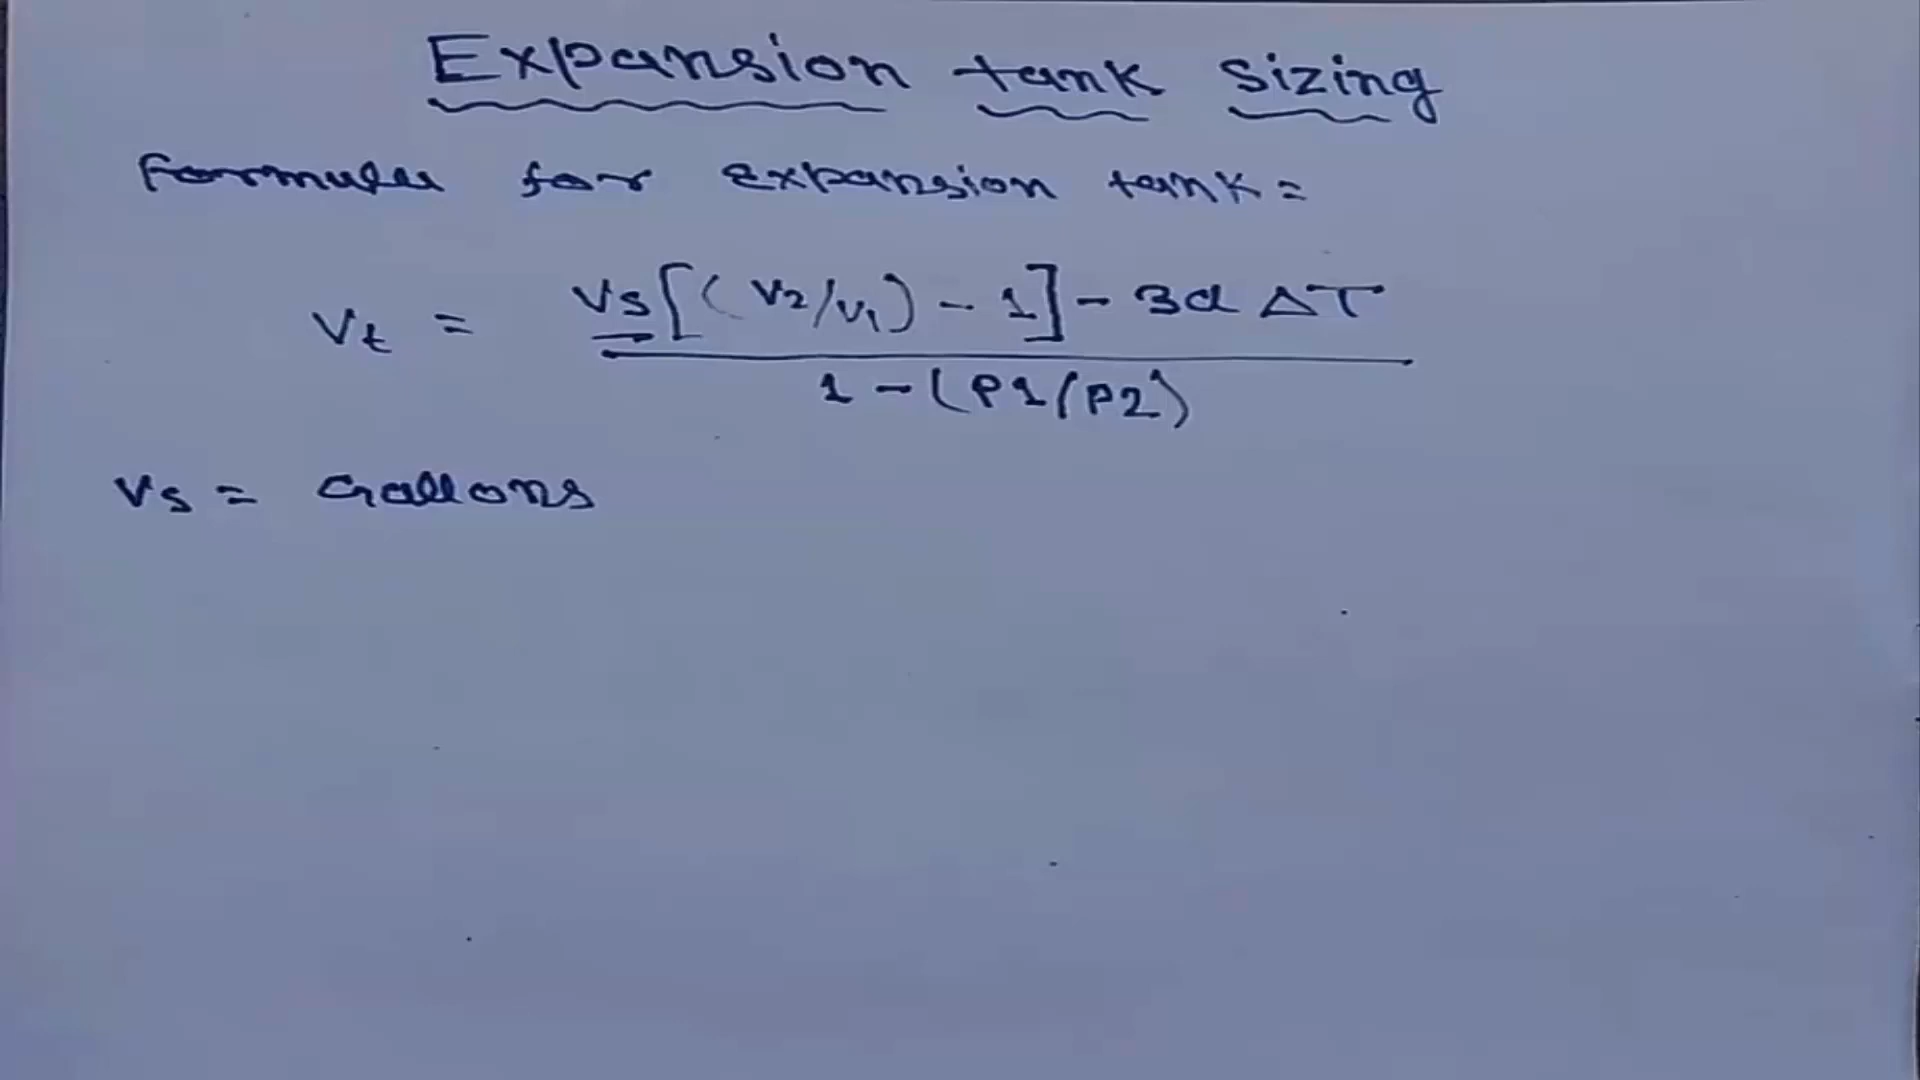 Expansion tank sizing
Formula for expansion tank =
Vt = Vs[(V2/V1) - 1] - 3α ΔT
1 - (P1/P2)
Vs = Gallons